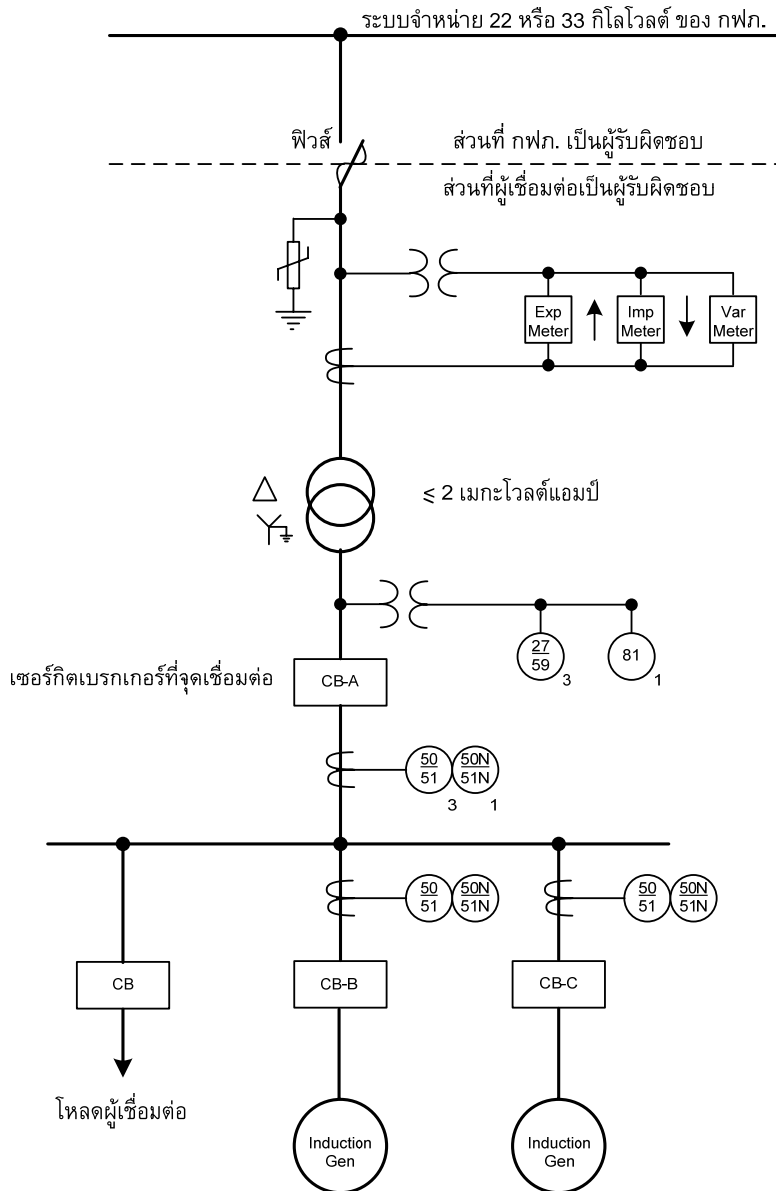 ระบบจำหน่าย 22 หรือ 33 กิโลโวลต์ ของ กฟภ.
ฟิวส์
ส่วนที่ กฟภ. เป็นผู้รับผิดชอบ
ส่วนที่ผู้เชื่อมต่อเป็นผู้รับผิดชอบ
Exp
Meter
Imp
Meter
Var
Meter
≤ 2 เมกะโวลต์แอมป์
27
59
3
81
1
เซอร์กิตเบรกเกอร์ที่จุดเชื่อมต่อ
CB-A
50
51
3
50N
51N
1
50
51
50N
51N
50
51
50N
51N
CB
CB-B
CB-C
โหลดผู้เชื่อมต่อ
Induction
Gen
Induction
Gen